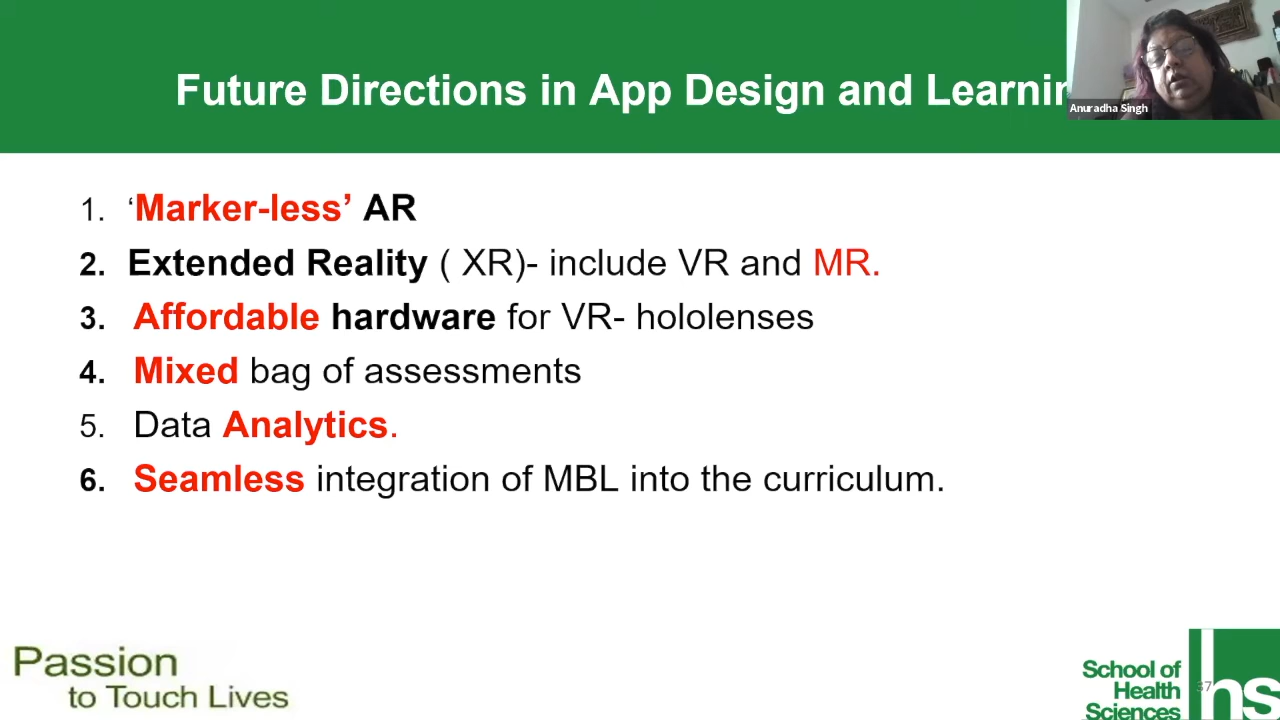 Future Directions in App Design and Learnin
Anuradha Singh
1. ‘Marker-less’ AR
2. Extended Reality ( XR)- include VR and MR.
3. Affordable hardware for VR- hololenses
4. Mixed bag of assessments
5. Data Analytics.
6. Seamless integration of MBL into the curriculum.
Passion
to Touch Lives
School of
Health
Sciences
hs
37